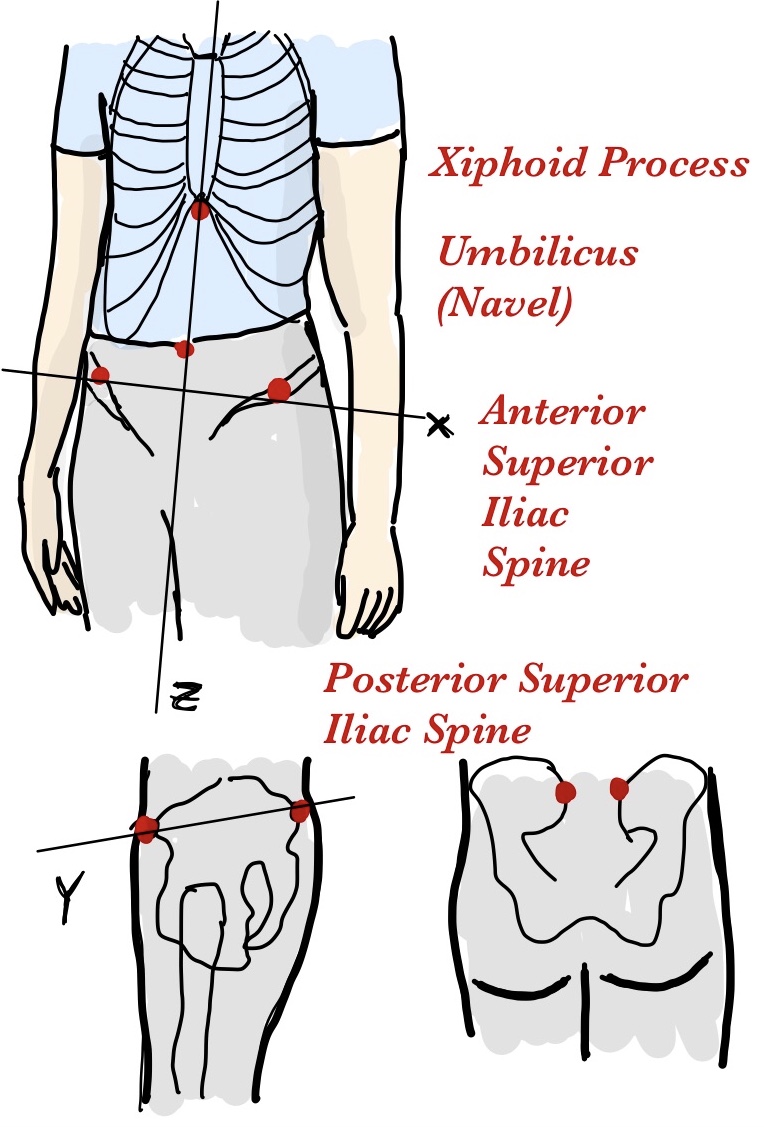 Xiphoid Process
Umbilicus
(Navel)
X
Anterior
Superior
Iliac
Spine
Posterior Superior
Iliac Spine
Z
Y